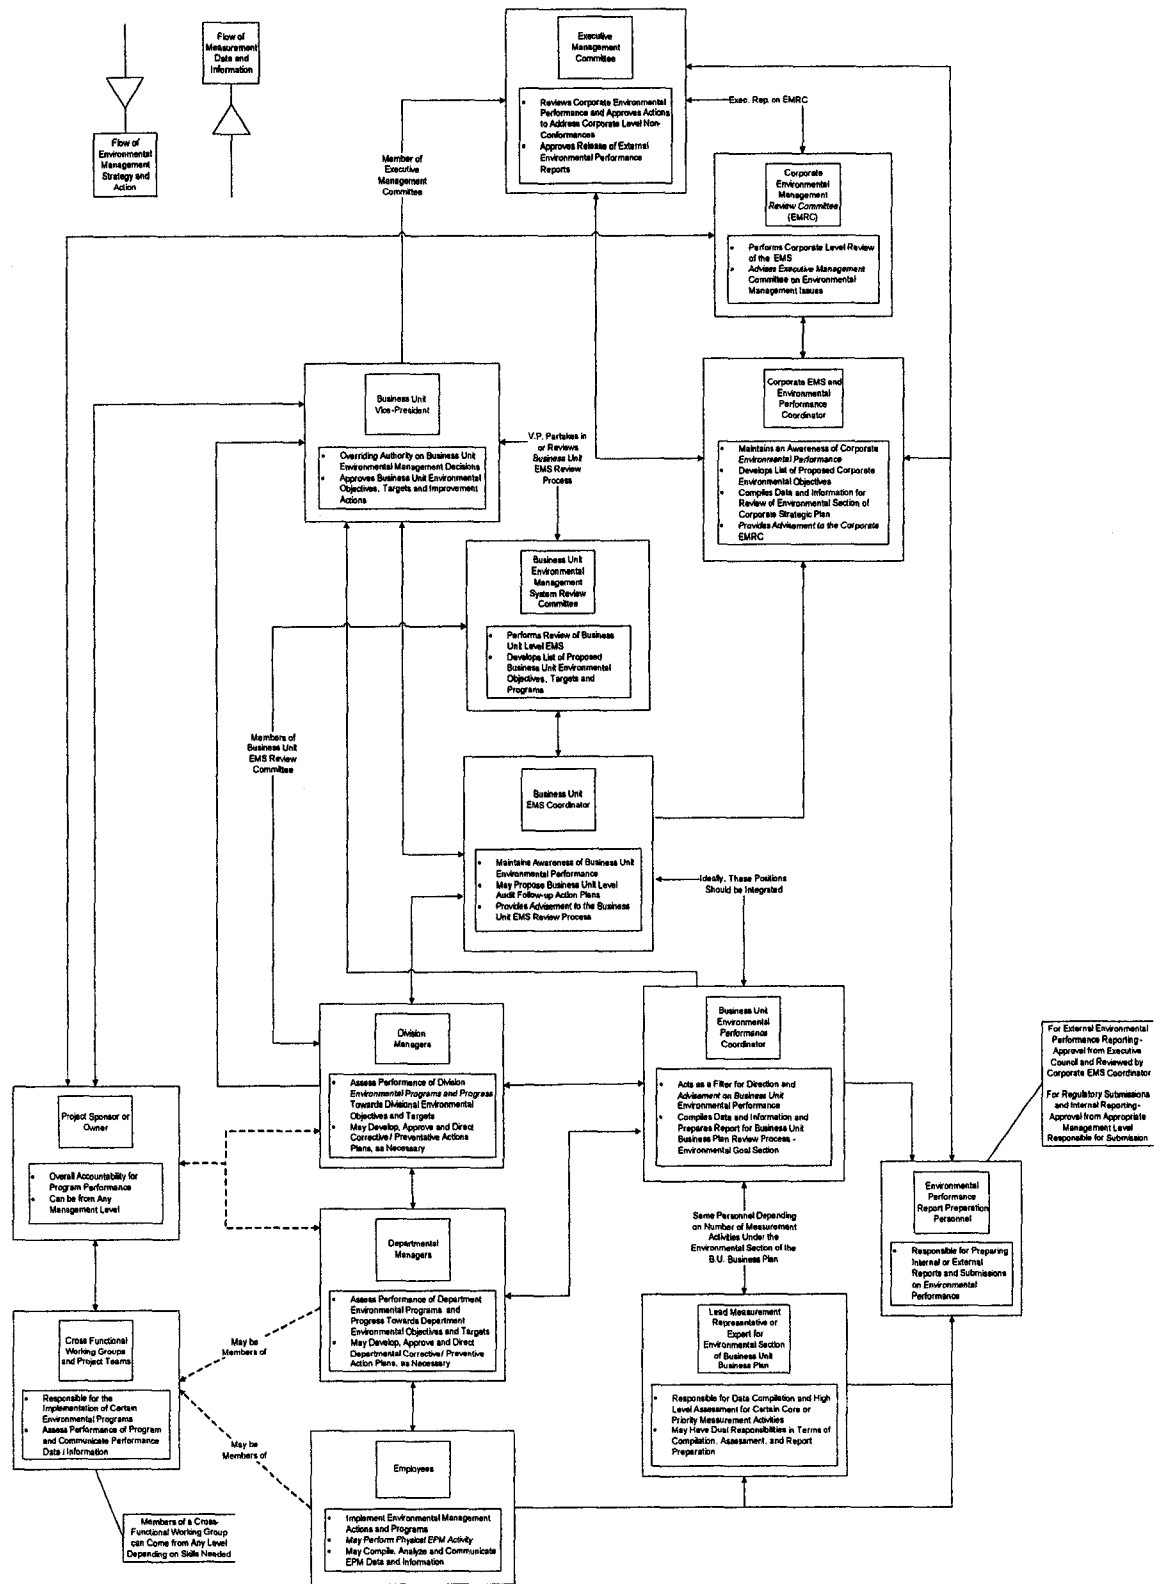 Flow of
Measurement
Data and
Information
Flow of
Environmental
Management
Strategy and
Action
Executive
Management
Committee
• Reviews Corporate Environmental
Performance and Approves Actions
to Address Corporate Level Non-
Conformances
• Approves Release of External
Environmental Performance
Reports
Exec. Rep. on EMRC
Member of
Executive
Management
Committee
Corporate
Environmental
Management
Review Committee
(EMRC)
• Performs Corporate Level Review
of the EMS
• Advises Executive Management
Committee on Environmental
Management Issues
Business Unit
Vice-President
• Overriding Authority on Business Unit
Environmental Management Decisions
• Approves Business Unit Environmental
Objectives, Targets and Improvement
Actions
V.P. Partakes in
or Reviews
Business Unit
EMS Review
Process
Corporate EMS and
Environmental
Performance
Coordinator
• Maintains an Awareness of Corporate
Environmental Performance
• Develops List of Proposed Corporate
Environmental Objectives
• Compiles Data and Information for
Review of Environmental Section of
Corporate Strategic Plan
• Provides Advisement to the Corporate
EMRC
Business Unit
Environmental
Management
System Review
Committee
• Performs Review of Business
Unit Level EMS
• Develops List of Proposed
Business Unit Environmental
Objectives, Targets and
Programs
Members of
Business Unit
EMS Review
Committee
Business Unit
EMS Coordinator
• Maintains Awareness of Business Unit
Environmental Performance
• May Propose Business Unit Level
Audit Follow-up Action Plans
• Provides Advisement to the Business
Unit EMS Review Process
Ideally, These Positions
Should be Integrated
Division
Managers
• Assess Performance of Division
Environmental Programs and Progress
Towards Divisional Environmental
Objectives and Targets
• May Develop, Approve and Direct
Corrective/ Preventative Actions
Plans, as Necessary
Business Unit
Environmental
Performance
Coordinator
• Acts as a Filter for Direction and
Advisement on Business Unit
Environmental Performance
• Compiles Data and Information and
Prepares Report for Business Unit
Business Plan Review Process -
Environmental Goal Section
For External Environmental
Performance Reporting-
Approval from Executive
Council and Reviewed by
Corporate EMS Coordinator
For Regulatory Submissions
and Internal Reporting-
Approval from Appropriate
Management Level
Responsible for Submission
Project Sponsor or
Owner
• Overall Accountability for
Program Performance
• Can be from Any
Management Level
Environmental
Performance
Report Preparation
Personnel
• Responsible for Preparing
Internal or External
Reports and Submissions
on Environmental
Performance
Same Personnel Depending
on Number of Measurement
Activities Under the
Environmental Section of the
B.U. Business Plan
Departmental
Managers
• Assess Performance of Department
Environmental Programs and
Progress Towards Department
Environmental Objectives and Targets
• May Develop, Approve and Direct
Departmental Corrective/ Preventive
Action Plans, as Necessary
Lead Measurement
Representative or
Expert for
Environmental Section
of Business Unit
Business Plan
• Responsible for Data Compilation and High
Level Assessment for Certain Core or
Priority Measurement Activities
• May Have Dual Responsibilities in Terms of
Compilation, Assessment, and Report
Preparation
Cross Functional
Working Groups
and Project Teams
• Responsible for the
Implementation of Certain
Environmental Programs
• Assess Performance of Program
and Communicate Performance
Data / Information
May be
Members of
May be
Members of
Employees
• Implement Environmental Management
Actions and Programs
• May Perform Physical EPM Activity
• May Compile, Analyze and Communicate
EPM Data and Information
Members of a Cross-
Functional Working Group
can Come from Any Level
Depending on Skills Needed